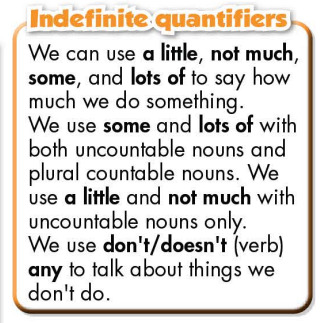 Indefinite quantifiers
We can use a little, not much,
some, and lots of to say how
much we do something.
We use some and lots of with
both uncountable nouns and
plural countable nouns. We
use a little and not much with
uncountable nouns only.
We use don't/doesn't (verb)
any to talk about things we
don't do.